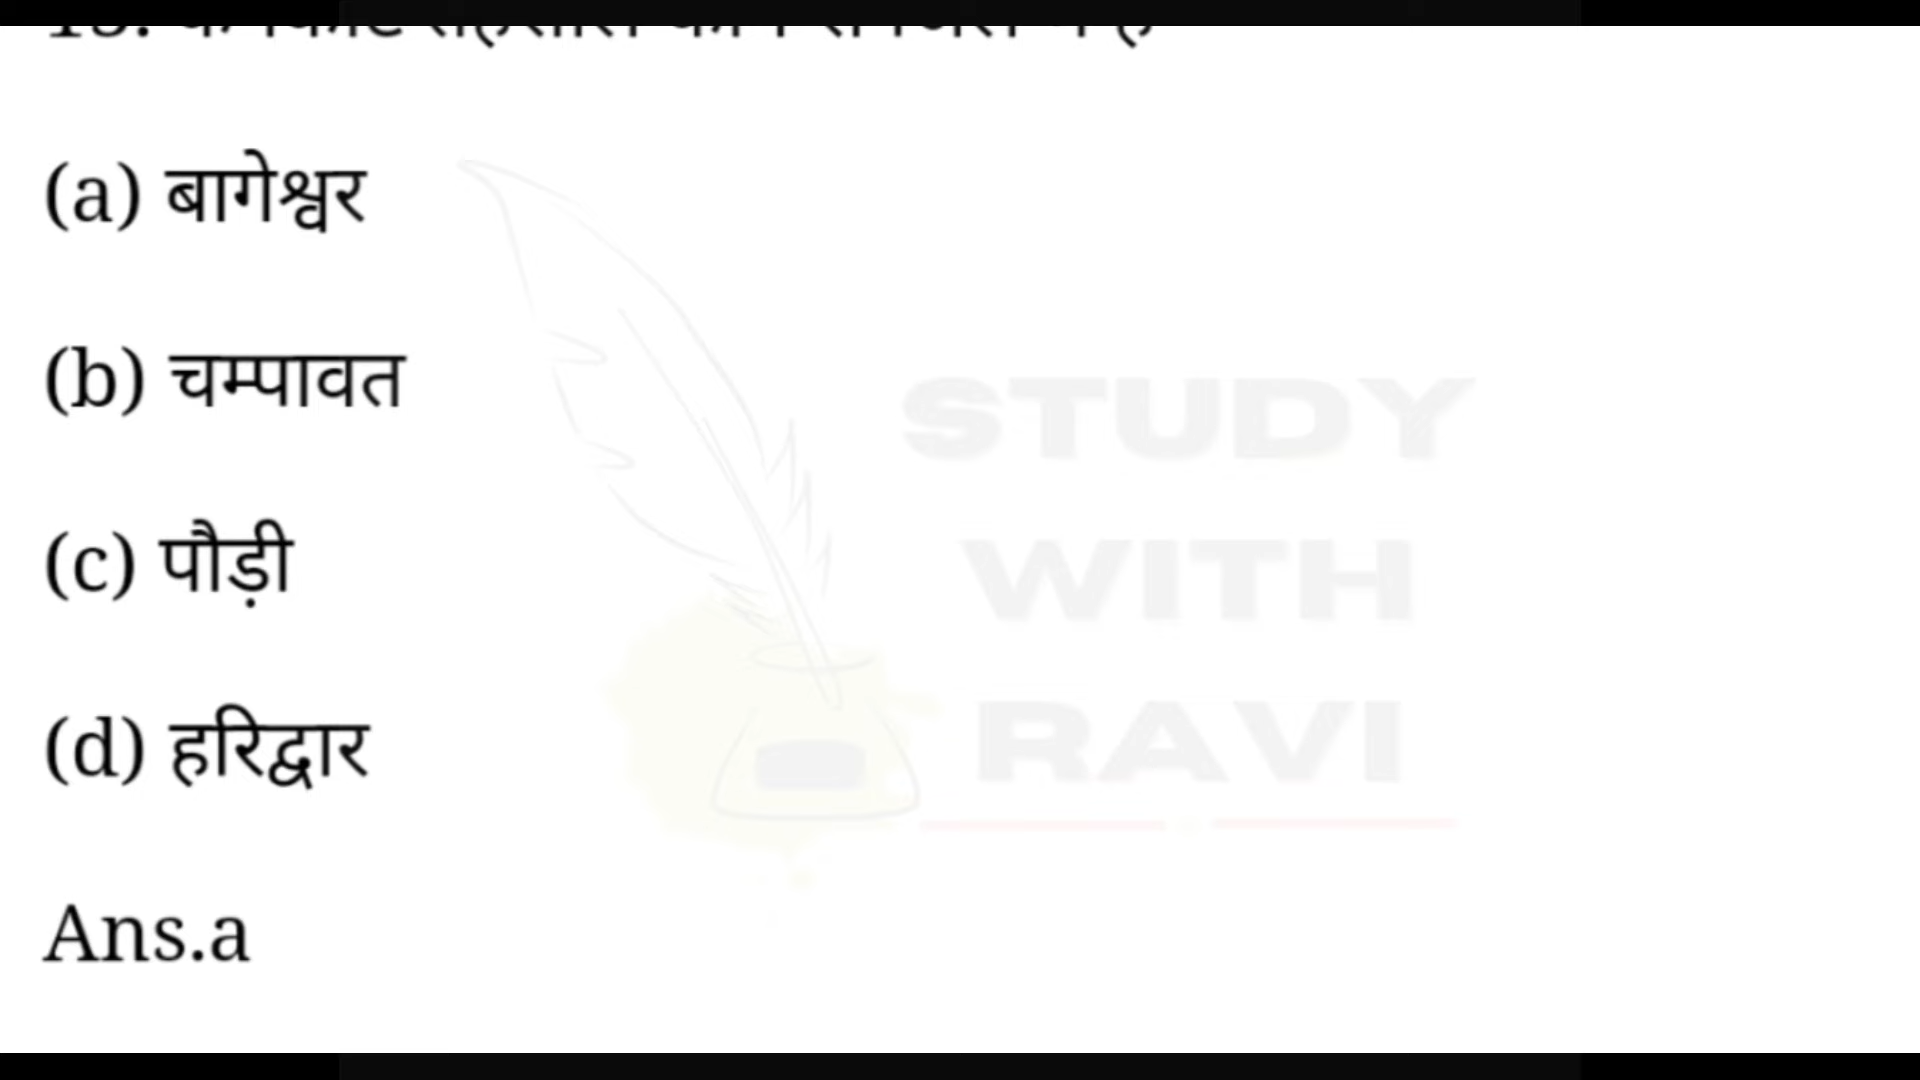 (a) बागेश्वर
(b) चम्पावत
STUDY
WITH
(c) पौड़ी
RAVI
(d) हरिद्वार
Ans.a